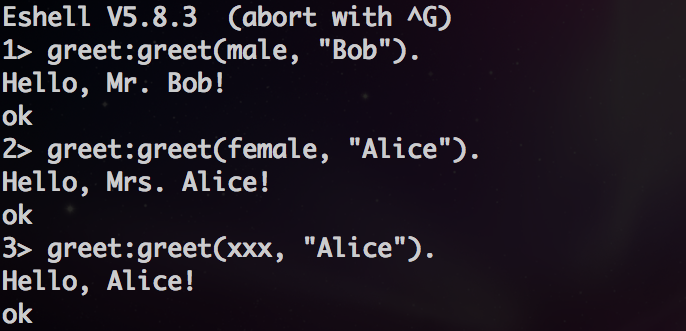 Eshell V5.8.3  (abort with ^G)
1> greet:greet(male, "Bob").
Hello, Mr. Bob!
ok
2> greet:greet(female, "Alice").
Hello, Mrs. Alice!
ok
3> greet:greet(xxx, "Alice").
Hello, Alice!
ok